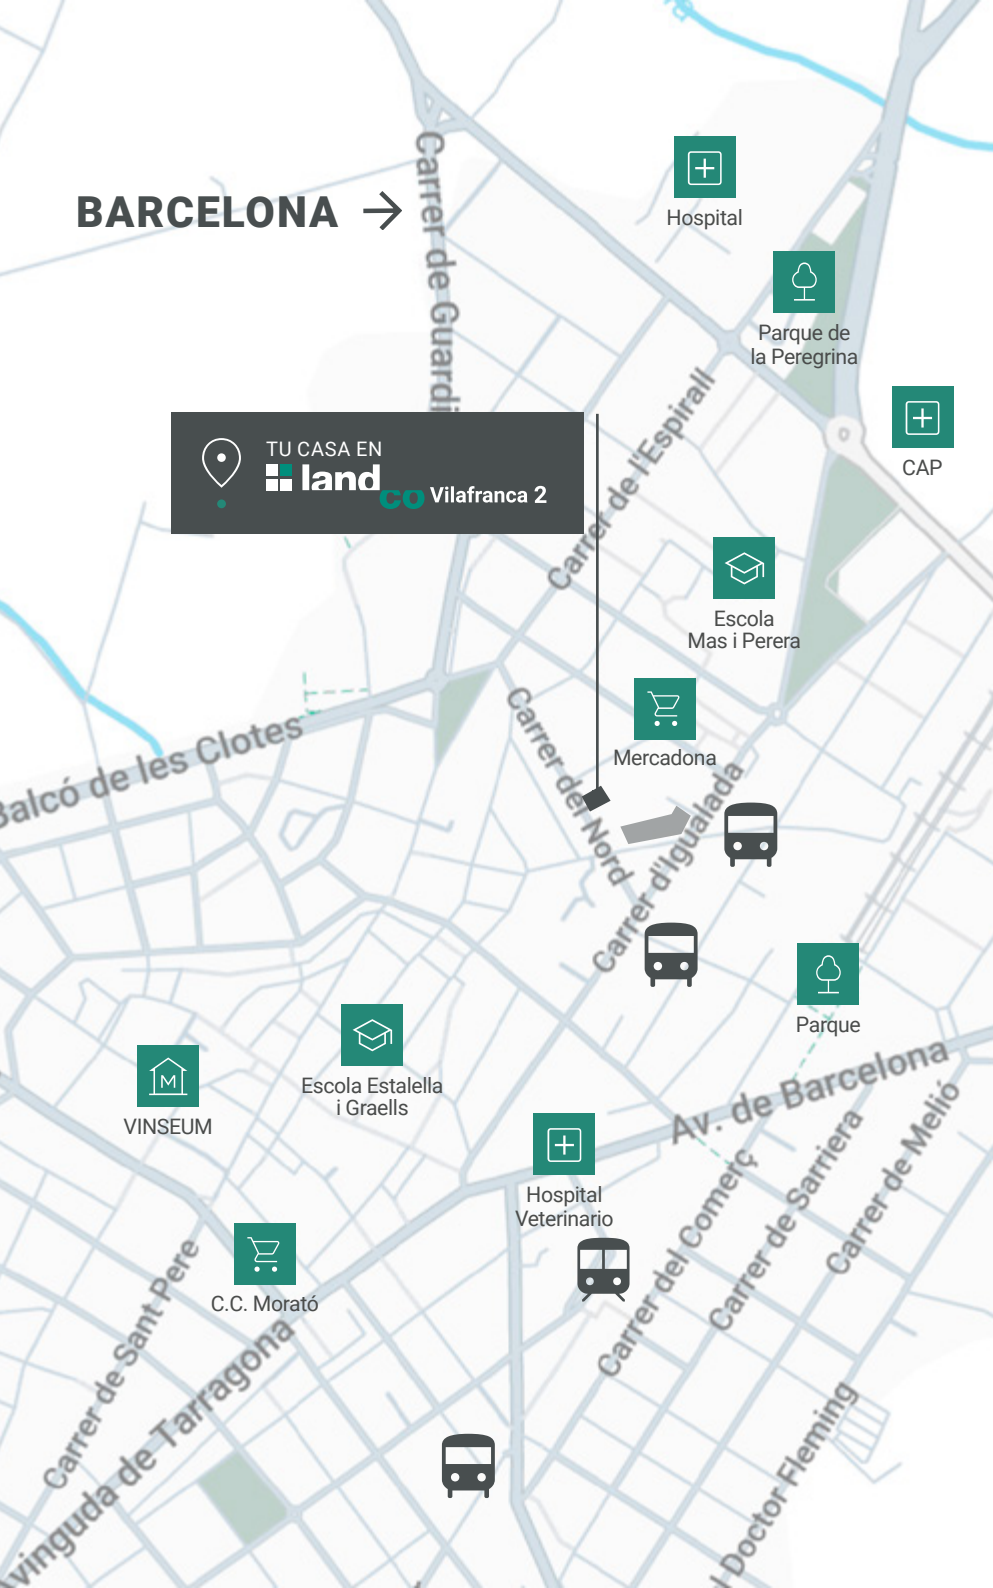 BARCELONA →
Carrer de Guardi
Hospital
Parque de
la Peregrina
CAP
TU CASA EN
landco Vilafranca 2
Carrer de l'Espirall
Escola
Mas i Perera
Mercadona
Balcó de les Clotes
Carrer del Nord
Carrer d'Igualada
Parque
Escola Estalella
i Graells
M
VINSEUM
Av. de Barcelona
Hospital
Veterinario
C.C. Morató
Carrer de Sant Pere
Avinguda de Tarragona
Carrer del Comerç
Carrer de Sarriera
Carrer de Melió
l Doctor Fleming